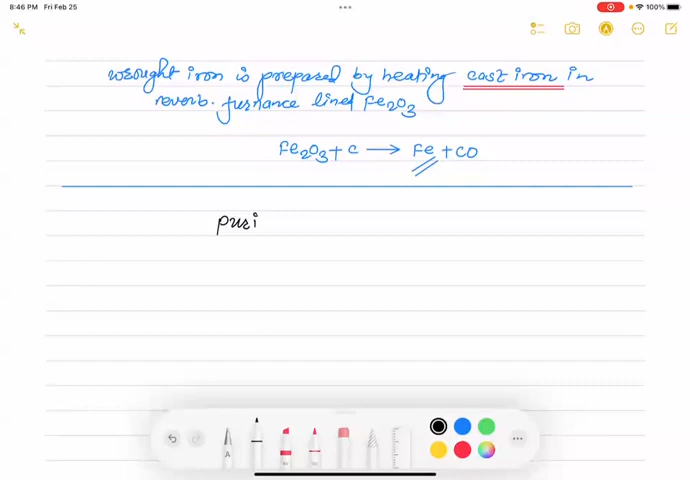 8:46 PM Fri Feb 25
100%
wrought iron is prepared by heating cast iron in
reverb. furnance lined Fe2O3
Fe2O3 + C → Fe + CO
puri
A